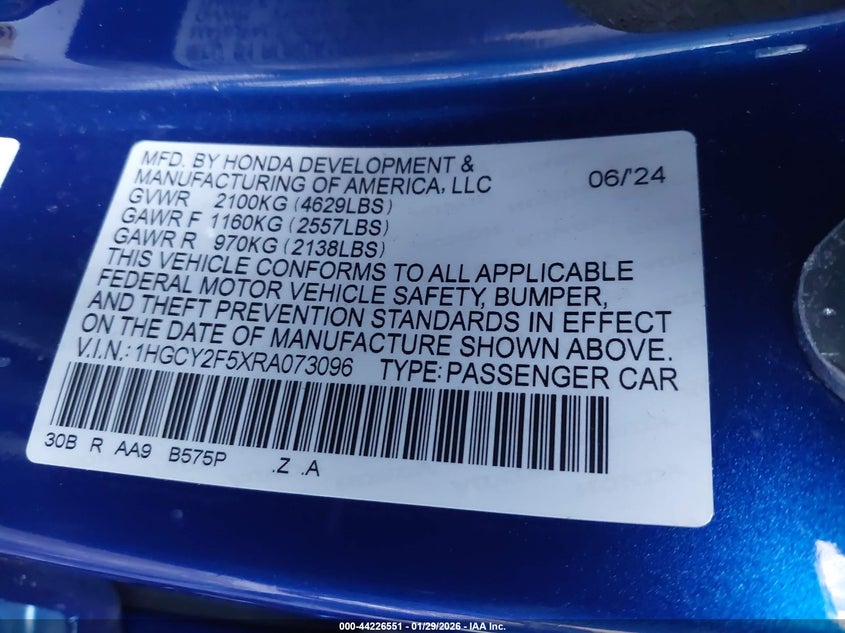 MFD. BY HONDA DEVELOPMENT &
MANUFACTURING OF AMERICA, LLC 06/'24
GVWR 2100KG (4629LBS)
GAWR F 1160KG (2557LBS)
GAWR R 970KG (2138LBS)
THIS VEHICLE CONFORMS TO ALL APPLICABLE
FEDERAL MOTOR VEHICLE SAFETY, BUMPER,
AND THEFT PREVENTION STANDARDS IN EFFECT
ON THE DATE OF MANUFACTURE SHOWN ABOVE.
V.I.N.: 1HGCY2F5XRA073096 TYPE: PASSENGER CAR
30B R AA9 B575P .Z .A
000-44226551 — 01/29/2026 — IAA Inc.